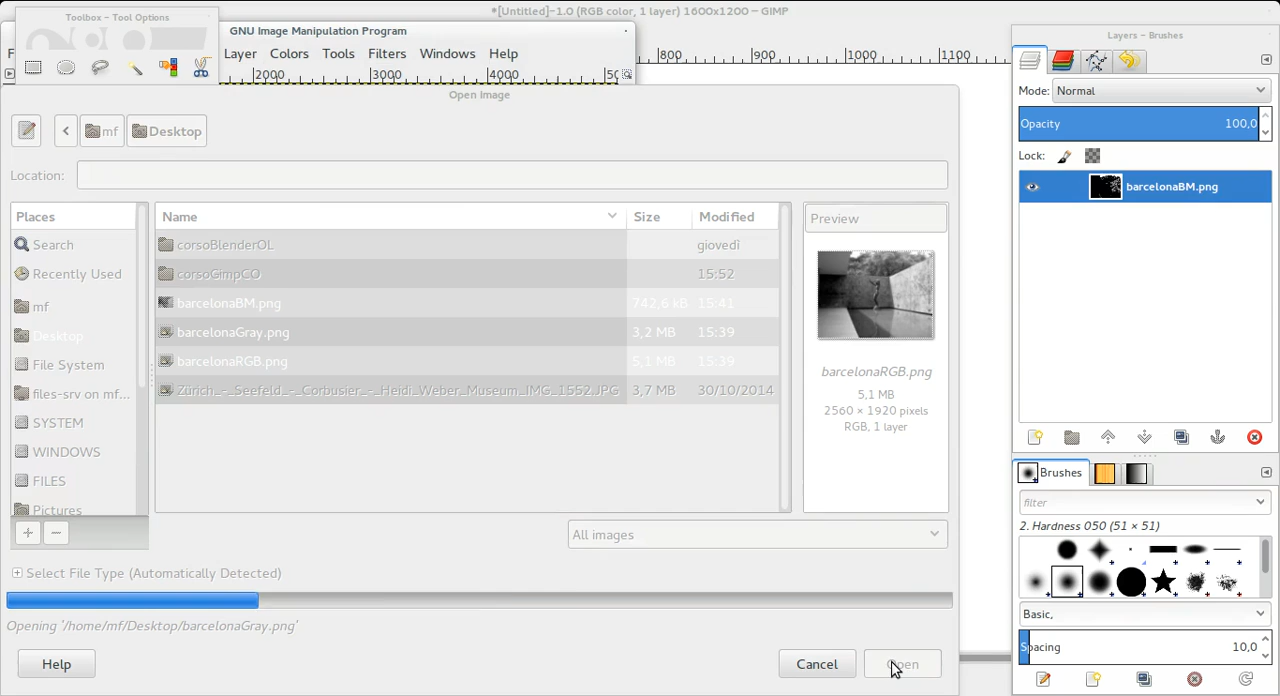 Toolbox – Tool Options
*[Untitled]-1.0 (RGB color, 1 layer) 1600x1200 – GIMP
GNU Image Manipulation Program
Layer Colors Tools Filters Windows Help
2000 3000 4000
800 900 1000 1100
Open Image
mf Desktop
Location:
Places
Search
Recently Used
mf
Desktop
File System
files-srv on mf...
SYSTEM
WINDOWS
FILES
Pictures
Name Size Modified
corsoBlenderOL giovedì
corsoGimpCO 15:52
barcelonaBM.png 742,6 kB 15:41
barcelonaGray.png 3,2 MB 15:39
barcelonaRGB.png 5,1 MB 15:39
Zürich_-_Seefeld_-_Corbusier_-_Heidi_Weber_Museum_IMG_1552.JPG 3,7 MB 30/10/2014
Preview
barcelonaRGB.png
5,1 MB
2560 × 1920 pixels
RGB, 1 layer
All images
Select File Type (Automatically Detected)
Opening '/home/mf/Desktop/barcelonaGray.png'
Help Cancel Open
Layers – Brushes
Mode: Normal
Opacity 100,0
Lock:
barcelonaBM.png
Brushes
filter
2. Hardness 050 (51 × 51)
Basic,
Spacing 10,0